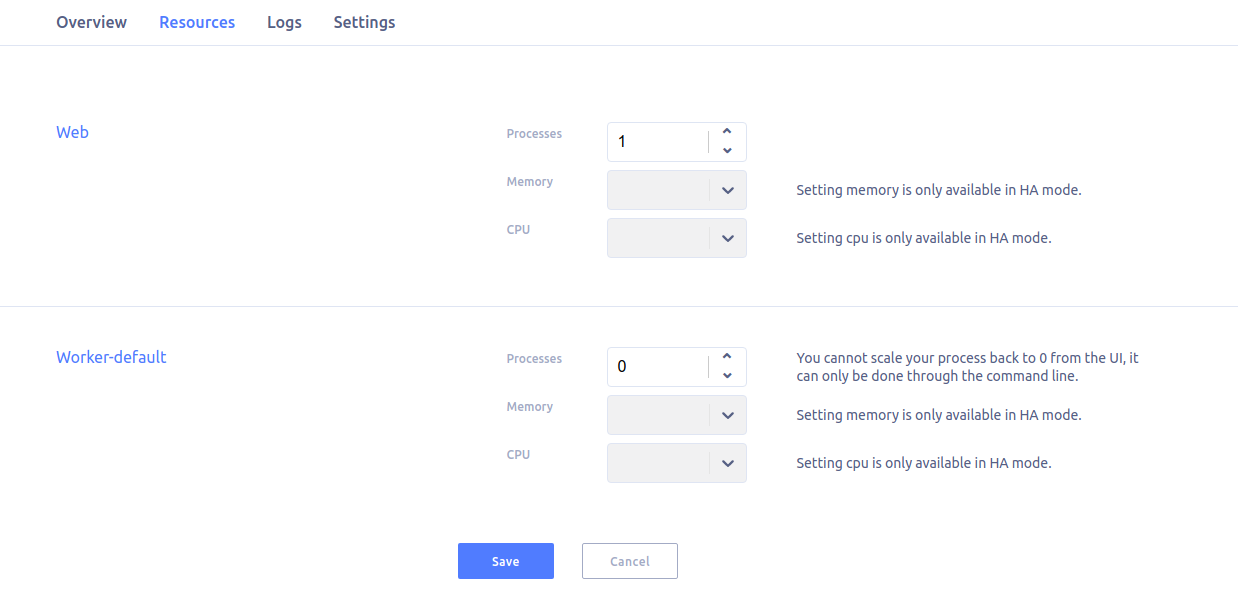 Overview Resources Logs Settings
Web
Processes 1
Memory Setting memory is only available in HA mode.
CPU Setting cpu is only available in HA mode.
Worker-default
Processes 0 You cannot scale your process back to 0 from the UI, it
can only be done through the command line.
Memory Setting memory is only available in HA mode.
CPU Setting cpu is only available in HA mode.
Save Cancel